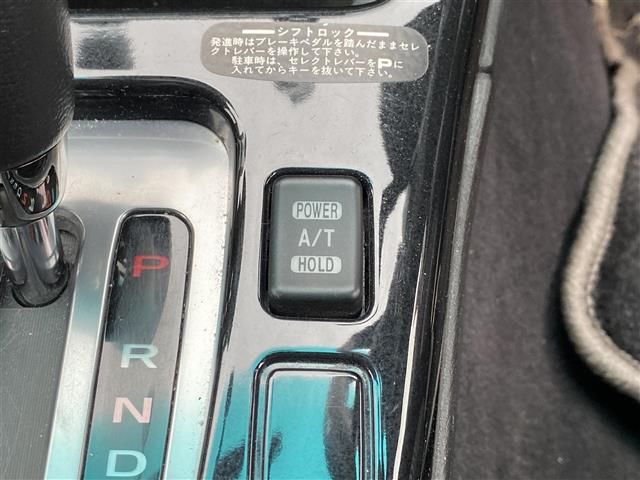 シフトロック
発進時はブレーキペダルを踏んだままセレ
クトレバーを操作して下さい。
駐車時は、セレクトレバーをPに
入れてからキーを抜いて下さい。
POWER
A/T
HOLD
P
R
N
D